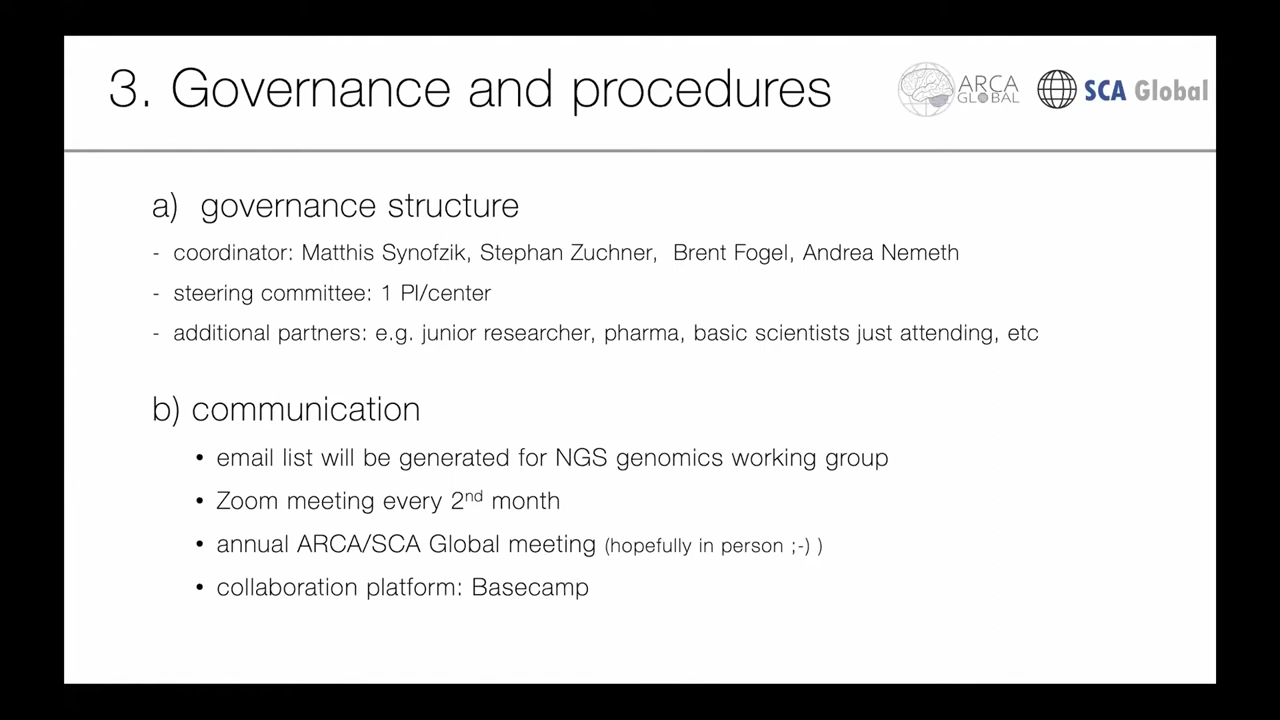 3. Governance and procedures
ARCA
GLOBAL
SCA Global
a) governance structure
- coordinator: Matthis Synofzik, Stephan Zuchner, Brent Fogel, Andrea Nemeth
- steering committee: 1 PI/center
- additional partners: e.g. junior researcher, pharma, basic scientists just attending, etc
b) communication
• email list will be generated for NGS genomics working group
• Zoom meeting every 2nd month
• annual ARCA/SCA Global meeting (hopefully in person ;-) )
• collaboration platform: Basecamp